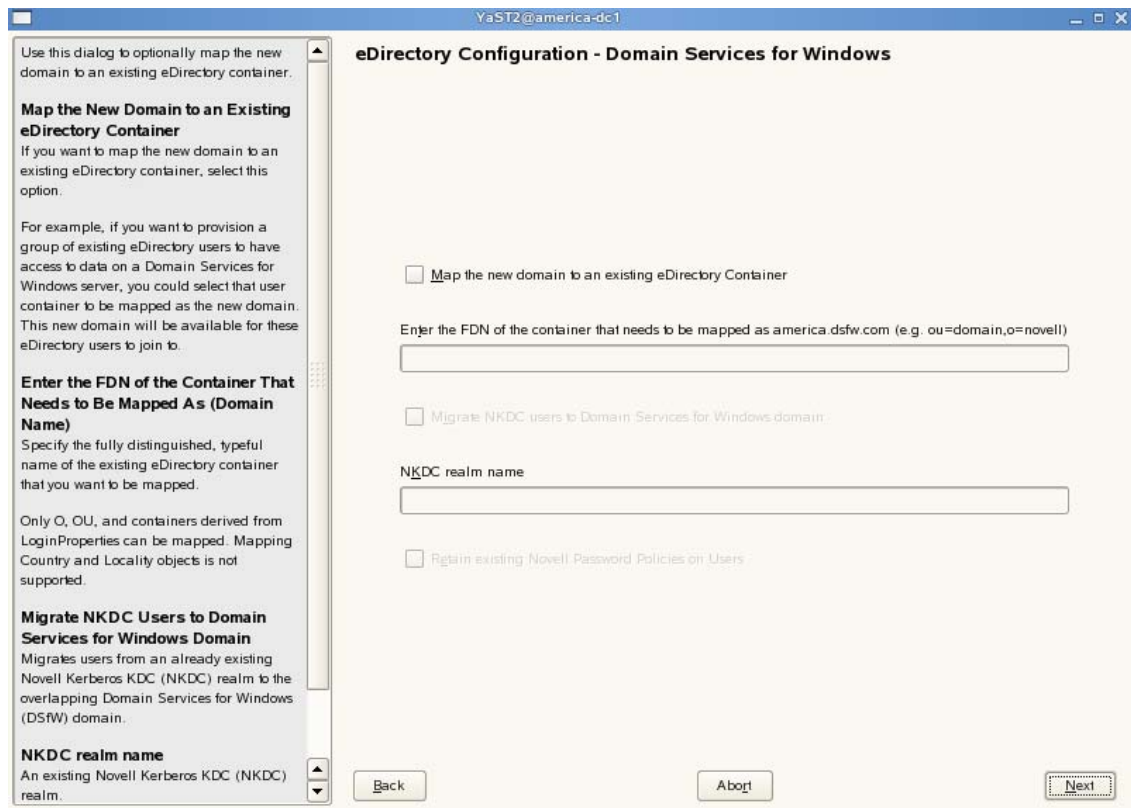 YaST2@america-dc1
Use this dialog to optionally map the new
domain to an existing eDirectory container.
Map the New Domain to an Existing
eDirectory Container
If you want to map the new domain to an
existing eDirectory container, select this
option.
For example, if you want to provision a
group of existing eDirectory users to have
access to data on a Domain Services for
Windows server, you could select that user
container to be mapped as the new domain.
This new domain will be available for these
eDirectory users to join to.
Enter the FDN of the Container That
Needs to Be Mapped As (Domain
Name)
Specify the fully distinguished, typeful
name of the existing eDirectory container
that you want to be mapped.
Only O, OU, and containers derived from
LoginProperties can be mapped. Mapping
Country and Locality objects is not
supported.
Migrate NKDC Users to Domain
Services for Windows Domain
Migrates users from an already existing
Novell Kerberos KDC (NKDC) realm to the
overlapping Domain Services for Windows
(DSfW) domain.
NKDC realm name
An existing Novell Kerberos KDC (NKDC)
realm.
eDirectory Configuration - Domain Services for Windows
Map the new domain to an existing eDirectory Container
Enter the FDN of the container that needs to be mapped as america.dsfw.com (e.g. ou=domain,o=novell)
Migrate NKDC users to Domain Services for Windows domain
NKDC realm name
Retain existing Novell Password Policies on Users
Back
Abort
Next